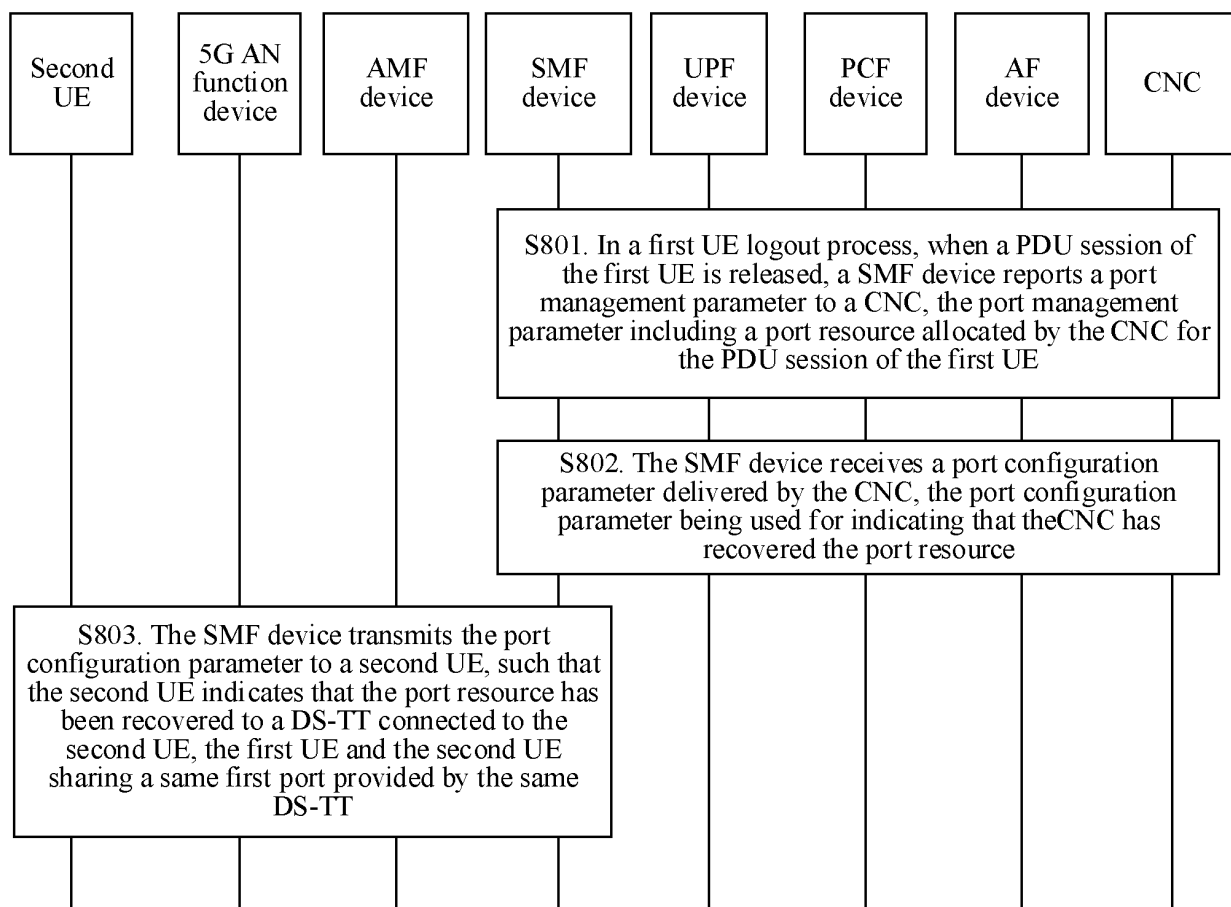 Second
UE
5G AN
function
device
AMF
device
SMF
device
UPF
device
PCF
device
AF
device
CNC
S801. In a first UE logout process, when a PDU session of
the first UE is released, a SMF device reports a port
management parameter to a CNC, the port management
parameter including a port resource allocated by the CNC for
the PDU session of the first UE
S802. The SMF device receives a port configuration
parameter delivered by the CNC, the port configuration
parameter being used for indicating that theCNC has
recovered the port resource
S803. The SMF device transmits the port
configuration parameter to a second UE, such that
the second UE indicates that the port resource has
been recovered to a DS-TT connected to the
second UE, the first UE and the second UE
sharing a same first port provided by the same
DS-TT